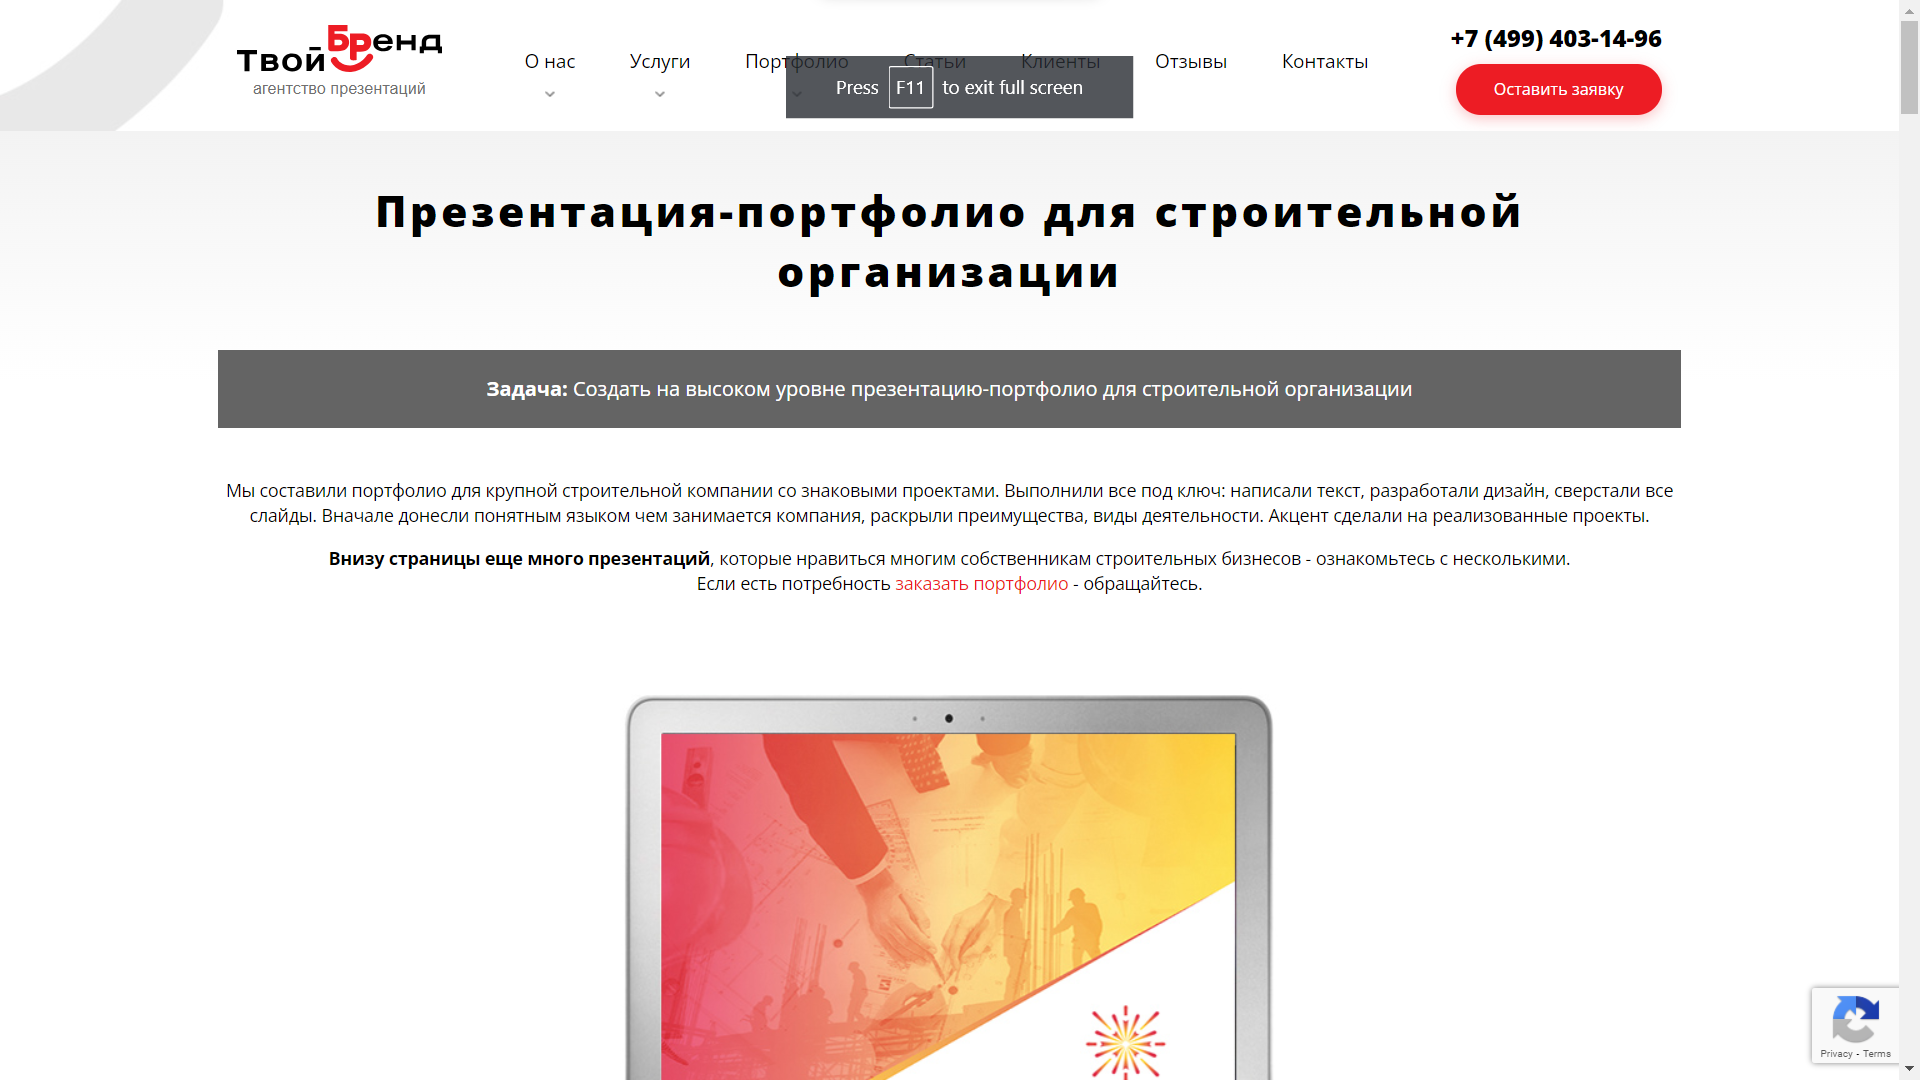 Твой БРенд
агентство презентаций
О нас
Услуги
Портфолио
Статьи
Клиенты
Отзывы
Контакты
+7 (499) 403-14-96
Оставить заявку
Press F11 to exit full screen
Презентация-портфолио для строительной
организации
Задача: Создать на высоком уровне презентацию-портфолио для строительной организации
Мы составили портфолио для крупной строительной компании со знаковыми проектами. Выполнили все под ключ: написали текст, разработали дизайн, сверстали все
слайды. Вначале донесли понятным языком чем занимается компания, раскрыли преимущества, виды деятельности. Акцент сделали на реализованные проекты.
Внизу страницы еще много презентаций, которые нравиться многим собственникам строительных бизнесов - ознакомьтесь с несколькими.
Если есть потребность заказать портфолио - обращайтесь.
Privacy - Terms